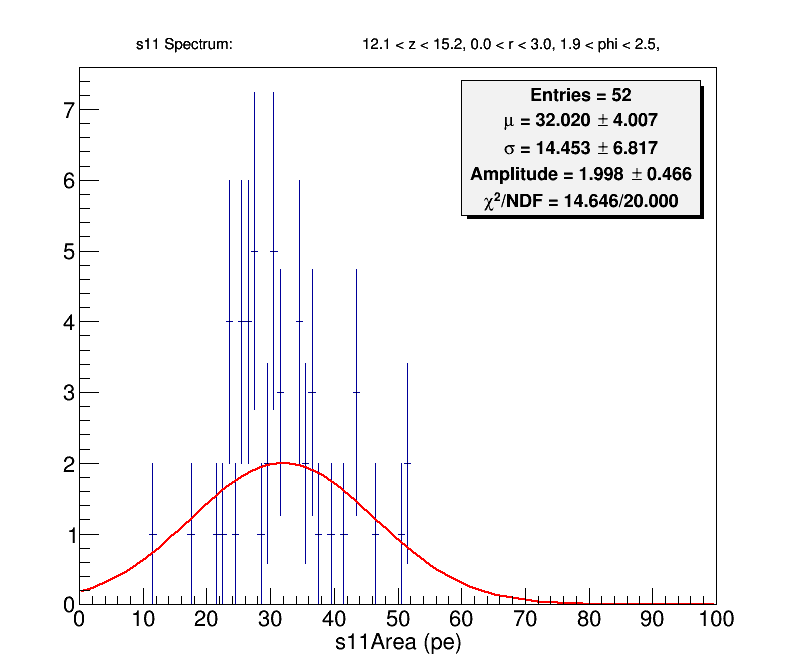 s11 Spectrum: 12.1 < z < 15.2, 0.0 < r < 3.0, 1.9 < phi < 2.5,
Entries = 52
μ = 32.020 ± 4.007
σ = 14.453 ± 6.817
Amplitude = 1.998 ± 0.466
χ²/NDF = 14.646/20.000
7
6
5
4
3
2
1
0
0 10 20 30 40 50 60 70 80 90 100
s11Area (pe)